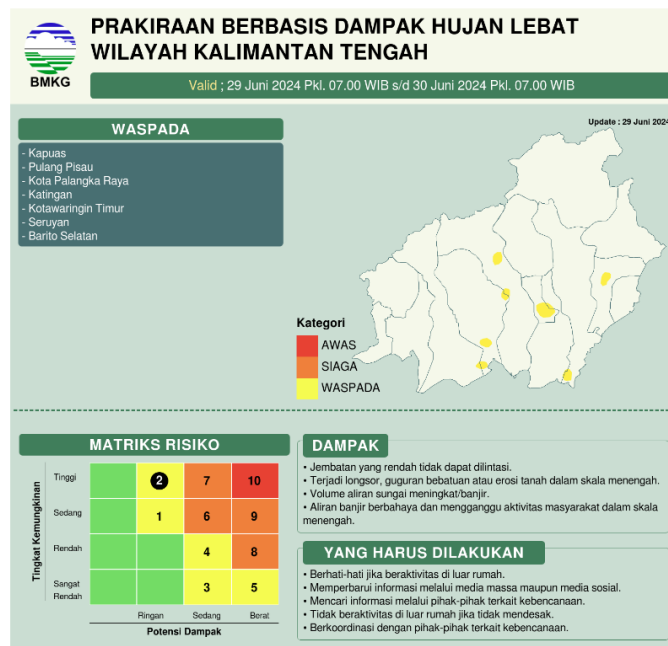 PRAKIRAAN BERBASIS DAMPAK HUJAN LEBAT
WILAYAH KALIMANTAN TENGAH
BMKG
Valid ; 29 Juni 2024 Pkl. 07.00 WIB s/d 30 Juni 2024 Pkl. 07.00 WIB
Update : 29 Juni 2024
WASPADA
- Kapuas
- Pulang Pisau
- Kota Palangka Raya
- Katingan
- Kotawaringin Timur
- Seruyan
- Barito Selatan
Kategori
AWAS
SIAGA
WASPADA
MATRIKS RISIKO
Tingkat Kemungkinan
Tinggi 2 7 10
Sedang 1 6 9
Rendah 4 8
Sangat
Rendah 3 5
Ringan Sedang Berat
Potensi Dampak
DAMPAK
• Jembatan yang rendah tidak dapat dilintasi.
• Terjadi longsor, guguran bebatuan atau erosi tanah dalam skala menengah.
• Volume aliran sungai meningkat/banjir.
• Aliran banjir berbahaya dan mengganggu aktivitas masyarakat dalam skala
menengah.
YANG HARUS DILAKUKAN
• Berhati-hati jika beraktivitas di luar rumah.
• Memperbarui informasi melalui media massa maupun media sosial.
• Mencari informasi melalui pihak-pihak terkait kebencanaan.
• Tidak beraktivitas di luar rumah jika tidak mendesak.
• Berkoordinasi dengan pihak-pihak terkait kebencanaan.